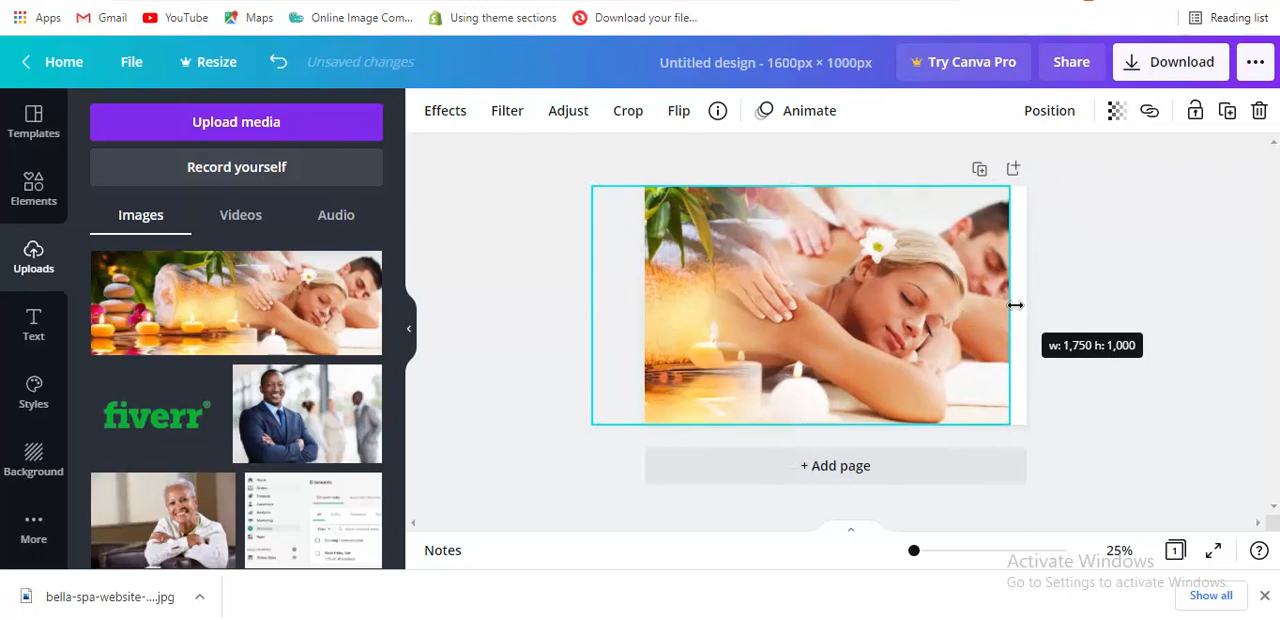 Apps Gmail YouTube Maps Online Image Com... Using theme sections Download your file... Reading list
Home File Resize Unsaved changes Untitled design - 1600px × 1000px Try Canva Pro Share Download
Effects Filter Adjust Crop Flip Animate Position
Templates
Elements
Uploads
Text
Styles
Background
More
Upload media
Record yourself
Images Videos Audio
fiverr®
Elements
w: 1,750 h: 1,000
+ Add page
Notes 25% 1
Activate Windows
Go to Settings to activate Windows.
bella-spa-website-....jpg Show all